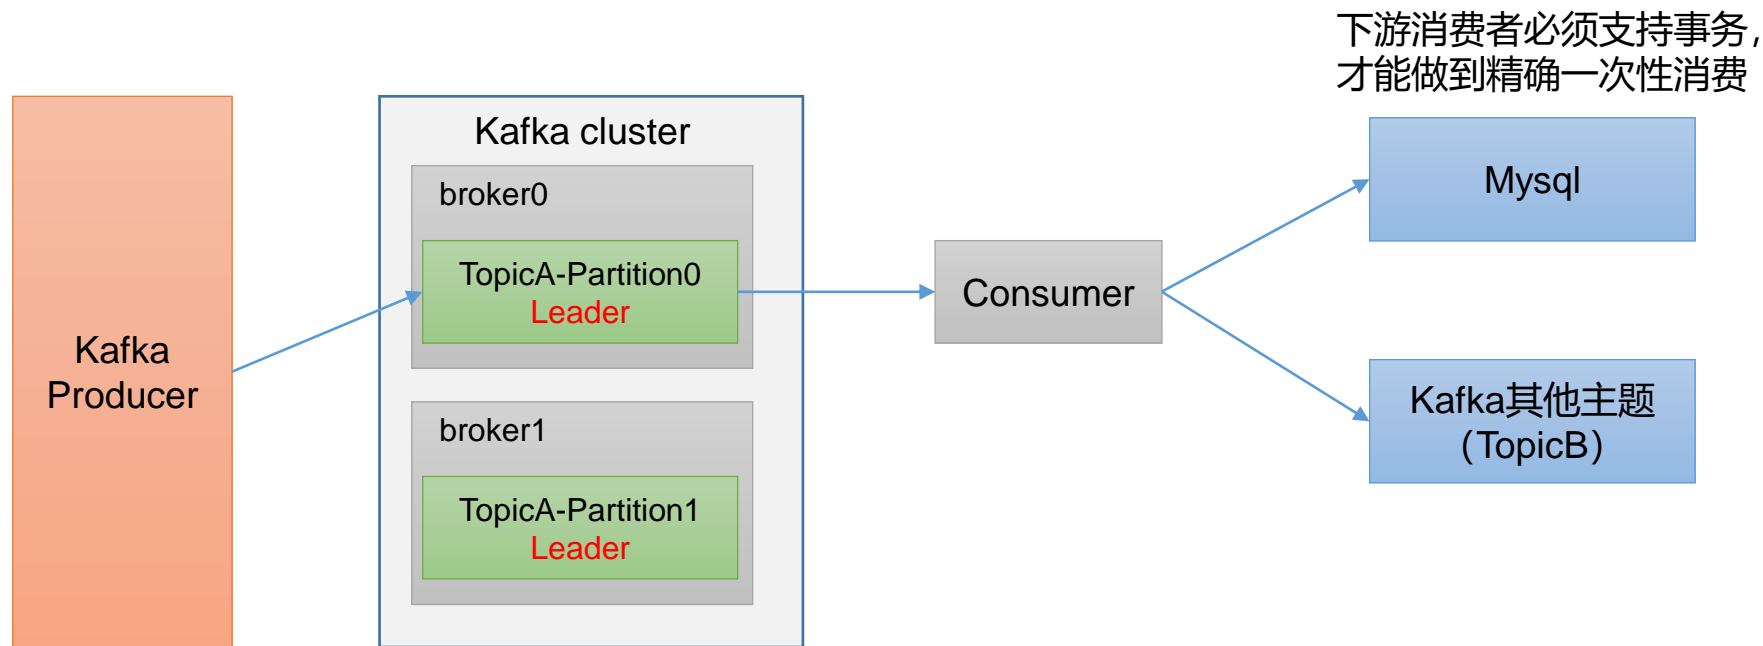 下游消费者必须支持事务，
才能做到精确一次性消费
Kafka cluster
broker0
TopicA-Partition0
Leader
broker1
TopicA-Partition1
Leader
Kafka
Producer
Consumer
Mysql
Kafka其他主题
（TopicB）